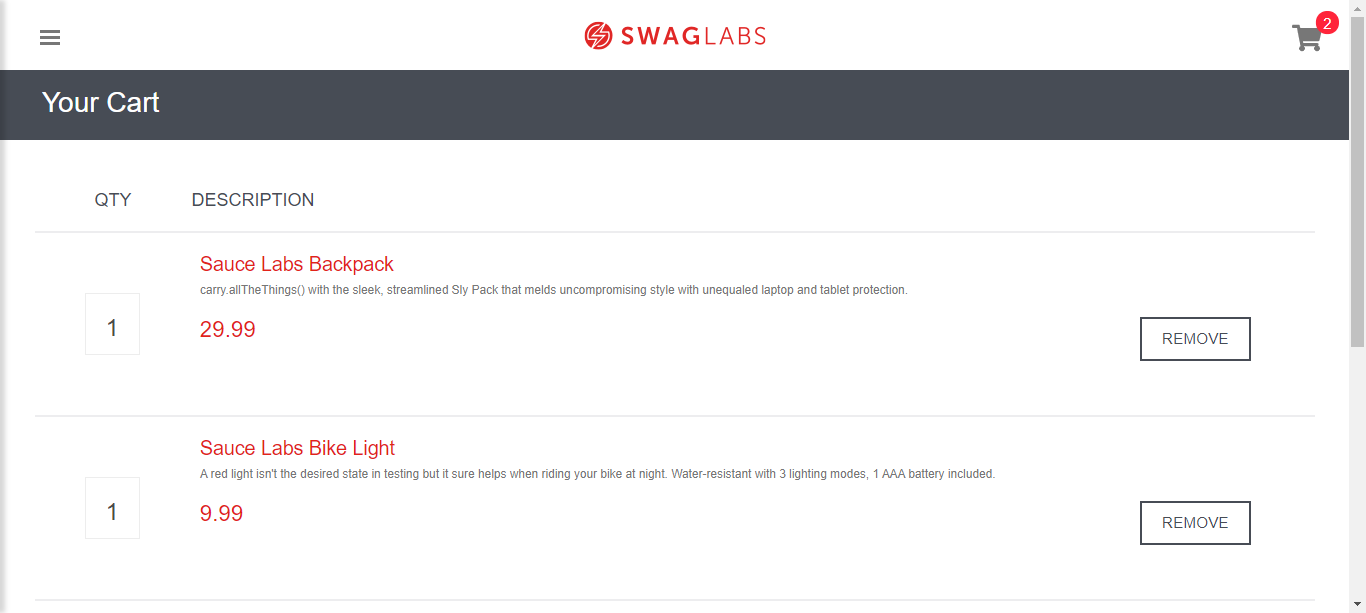 SWAGLABS
2
Your Cart
QTY DESCRIPTION
Sauce Labs Backpack
carry.allTheThings() with the sleek, streamlined Sly Pack that melds uncompromising style with unequaled laptop and tablet protection.
1
29.99
REMOVE
Sauce Labs Bike Light
A red light isn't the desired state in testing but it sure helps when riding your bike at night. Water-resistant with 3 lighting modes, 1 AAA battery included.
1
9.99
REMOVE